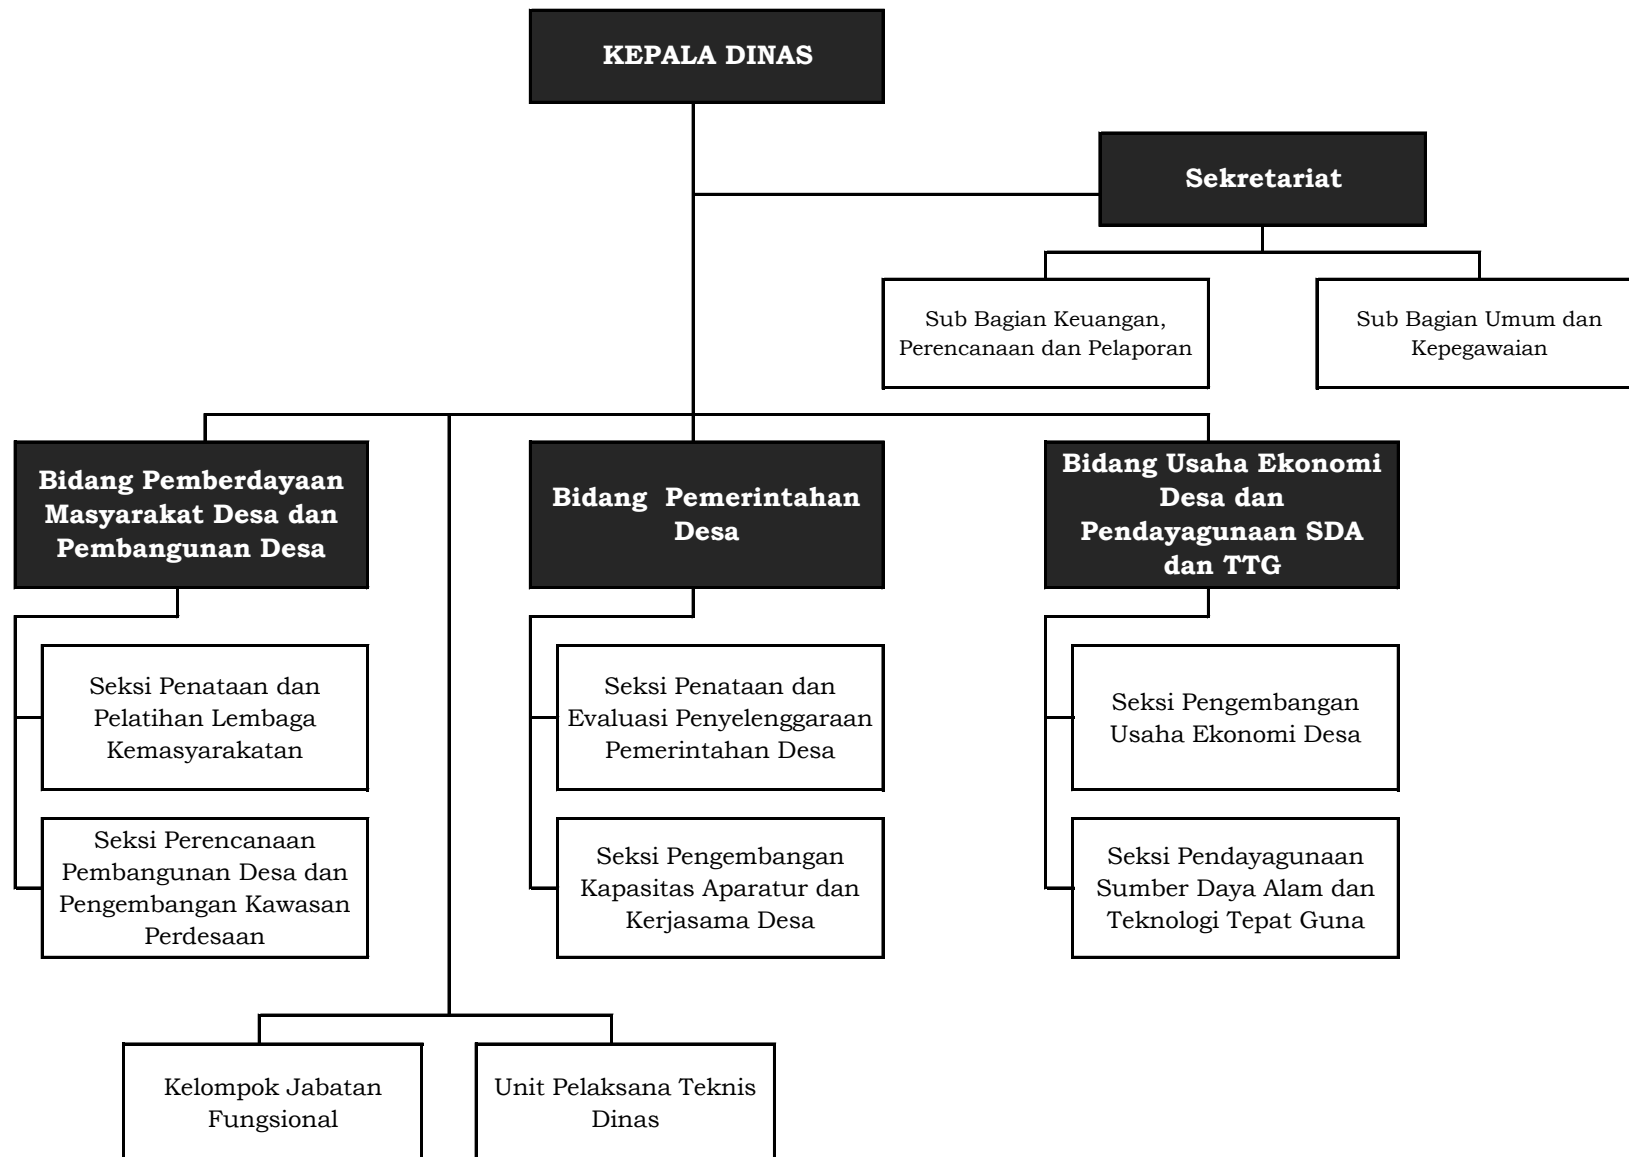 KEPALA DINAS
Sekretariat
Sub Bagian Keuangan,
Perencanaan dan Pelaporan
Sub Bagian Umum dan
Kepegawaian
Bidang Pemberdayaan
Masyarakat Desa dan
Pembangunan Desa
Bidang  Pemerintahan
Desa
Bidang Usaha Ekonomi
Desa dan
Pendayagunaan SDA
dan TTG
Seksi Penataan dan
Pelatihan Lembaga
Kemasyarakatan
Seksi Penataan dan
Evaluasi Penyelenggaraan
Pemerintahan Desa
Seksi Pengembangan
Usaha Ekonomi Desa
Seksi Perencanaan
Pembangunan Desa dan
Pengembangan Kawasan
Perdesaan
Seksi Pengembangan
Kapasitas Aparatur dan
Kerjasama Desa
Seksi Pendayagunaan
Sumber Daya Alam dan
Teknologi Tepat Guna
Kelompok Jabatan
Fungsional
Unit Pelaksana Teknis
Dinas